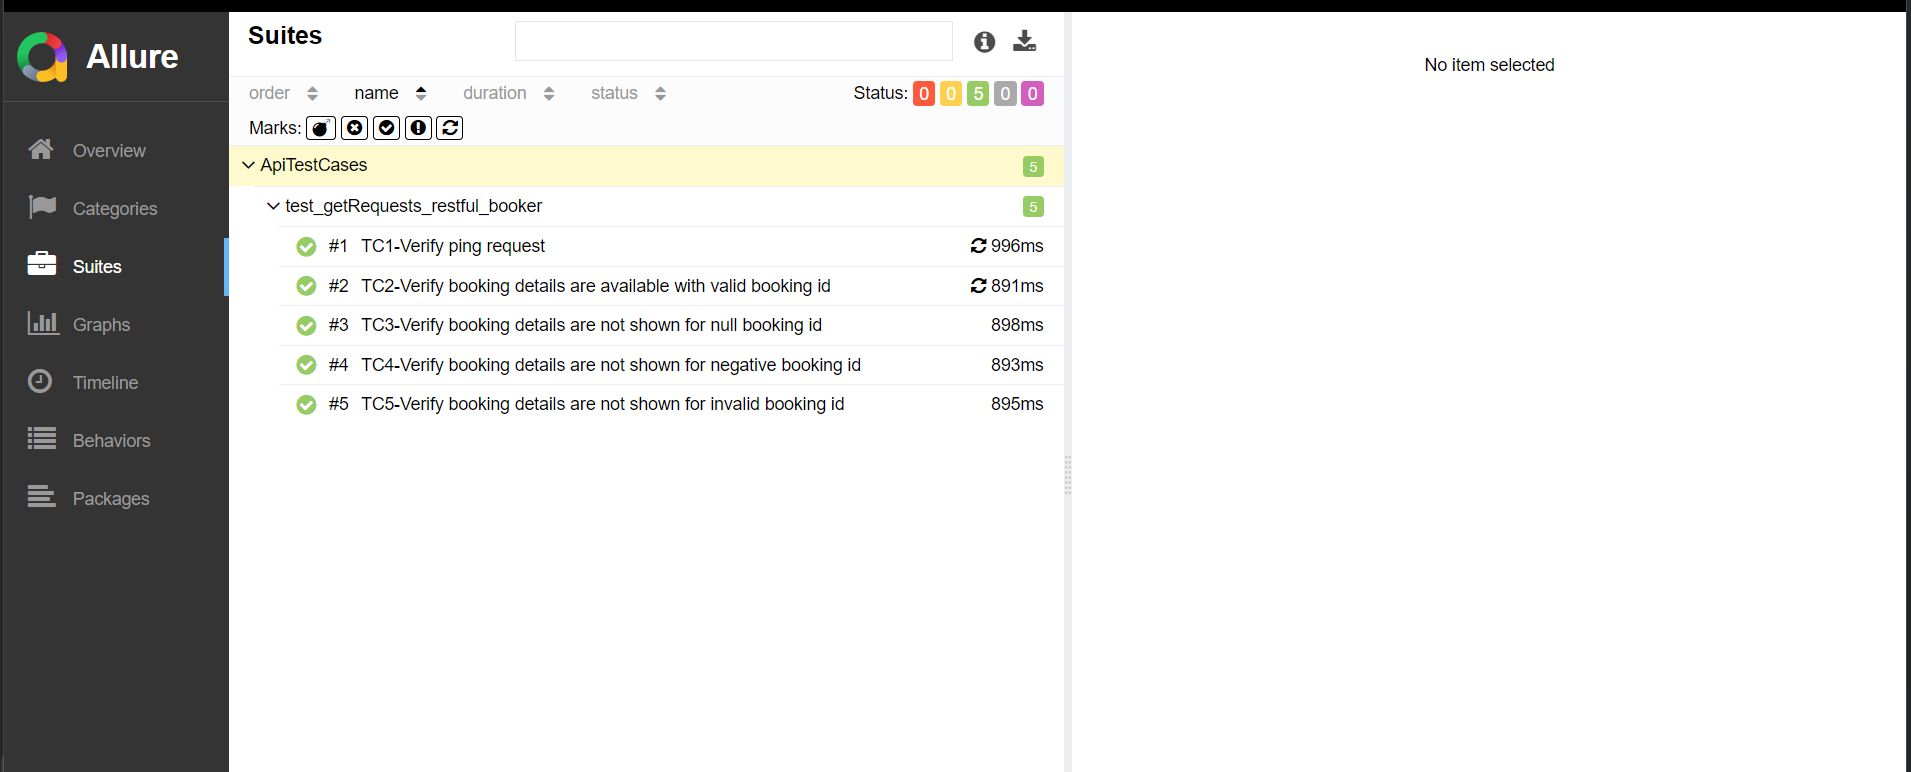 Allure
Overview
Categories
Suites
Graphs
Timeline
Behaviors
Packages
Suites
order name duration status Status: 0 0 5 0 0
Marks:
ApiTestCases 5
test_getRequests_restful_booker 5
#1 TC1-Verify ping request 996ms
#2 TC2-Verify booking details are available with valid booking id 891ms
#3 TC3-Verify booking details are not shown for null booking id 898ms
#4 TC4-Verify booking details are not shown for negative booking id 893ms
#5 TC5-Verify booking details are not shown for invalid booking id 895ms
No item selected